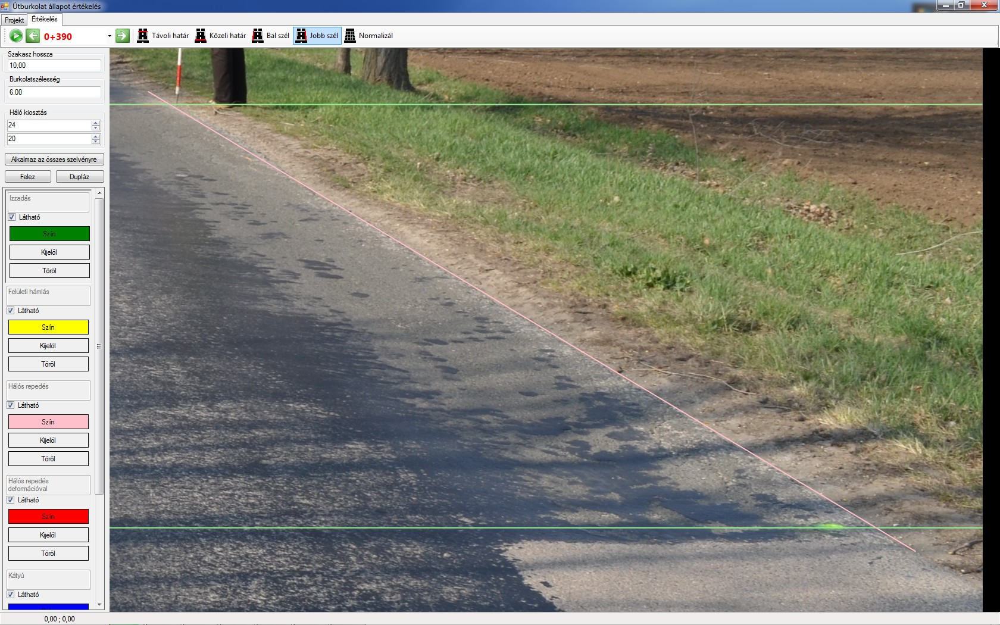 Útburkolat állapot értékelés
Projekt
Értékelés
0+390
Távoli határ
Közeli határ
Bal szél
Jobb szél
Normalizál
Szakasz hossza
10,00
Burkolatszélesség
6,00
Háló kiosztás
24
20
Alkalmaz az összes szelvényre
Felez
Dupláz
Izzadás
Látható
Szín
Kijelöl
Töröl
Felületi hámlás
Látható
Szín
Kijelöl
Töröl
Hálós repedés
Látható
Szín
Kijelöl
Töröl
Hálós repedés
deformációval
Látható
Szín
Kijelöl
Töröl
Kátyú
Látható
0,00 ; 0,00